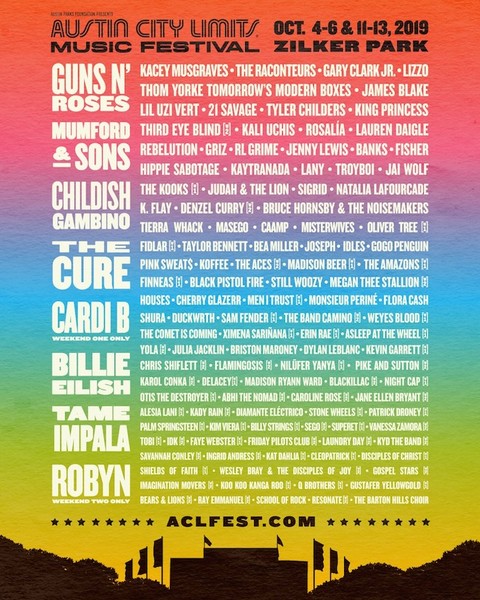 AUSTIN PARKS FOUNDATION PRESENTS
AUSTIN CITY LIMITS
MUSIC FESTIVAL
OCT. 4-6 & 11-13, 2019
ZILKER PARK
GUNS N'
ROSES
MUMFORD
& SONS
CHILDISH
GAMBINO
THE
CURE
CARDI B
WEEKEND ONE ONLY
BILLIE
EILISH
TAME
IMPALA
ROBYN
WEEKEND TWO ONLY
KACEY MUSGRAVES • THE RACONTEURS • GARY CLARK JR. • LIZZO
THOM YORKE TOMORROW'S MODERN BOXES • JAMES BLAKE
LIL UZI VERT • 21 SAVAGE • TYLER CHILDERS • KING PRINCESS
THIRD EYE BLIND • KALI UCHIS • ROSALÍA • LAUREN DAIGLE
REBELUTION • GRIZ • RL GRIME • JENNY LEWIS • BANKS • FISHER
HIPPIE SABOTAGE • KAYTRANADA • LANY • TROYBOI • JAI WOLF
THE KOOKS • JUDAH & THE LION • SIGRID • NATALIA LAFOURCADE
K. FLAY • DENZEL CURRY • BRUCE HORNSBY & THE NOISEMAKERS
TIERRA WHACK • MASEGO • CAAMP • MISTERWIVES • OLIVER TREE
FIDLAR • TAYLOR BENNETT • BEA MILLER • JOSEPH • IDLES • GOGO PENGUIN
PINK SWEAT$ • KOFFEE • THE ACES • MADISON BEER • THE AMAZONS
FINNEAS • BLACK PISTOL FIRE • STILL WOOZY • MEGAN THEE STALLION
HOUSES • CHERRY GLAZERR • MEN I TRUST • MONSIEUR PERINÉ • FLORA CASH
SHURA • DUCKWRTH • SAM FENDER • THE BAND CAMINO • WEYES BLOOD
THE COMET IS COMING • XIMENA SARIÑANA • ERIN RAE • ASLEEP AT THE WHEEL
YOLA • JULIA JACKLIN • BRISTON MARONEY • DYLAN LEBLANC • KEVIN GARRETT
CHRIS SHIFLETT • FLAMINGOSIS • NILÜFER YANYA • PIKE AND SUTTON
KAROL CONKA • DELACEY • MADISON RYANN WARD • BLACKILLAC • NIGHT CAP
OTIS THE DESTROYER • ABHI THE NOMAD • CAROLINE ROSE • JANE ELLEN BRYANT
ALESIA LANI • KADY RAIN • DIAMANTE ELÉCTRICO • STONE WHEELS • PATRICK DRONEY
PALM SPRINGSTEEN • KIM VIERA • BILLY STRINGS • SEGO • SUPERET • VANESSA ZAMORA
TOBI • IDK • FAYE WEBSTER • FRIDAY PILOTS CLUB • LAUNDRY DAY • KYD THE BAND
SAVANNAH CONLEY • INGRID ANDRESS • KAT DAHLIA • CLEOPATRICK • DISCIPLES OF CHRIST
SHIELDS OF FAITH • WESLEY BRAY & THE DISCIPLES OF JOY • GOSPEL STARS
IMAGINATION MOVERS • KOO KOO KANGA ROO • Q BROTHERS • GUSTAFER YELLOWGOLD
BEARS & LIONS • RAY EMMANUEL • SCHOOL OF ROCK • RESONATE • THE BARTON HILLS CHOIR
ACLFEST.COM